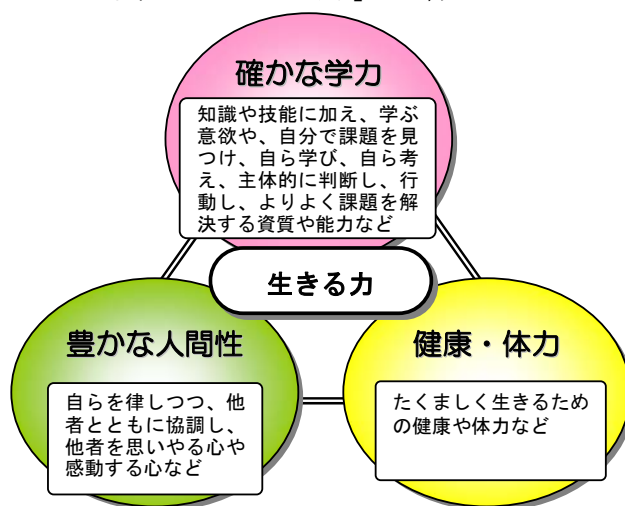 確かな学力
知識や技能に加え、学ぶ
意欲や、自分で課題を見
つけ、自ら学び、自ら考
え、主体的に判断し、行
動し、よりよく課題を解
決する資質や能力など
生きる力
豊かな人間性
自らを律しつつ、他
者とともに協調し、
他者を思いやる心や
感動する心など
健康・体力
たくましく生きるため
の健康や体力など